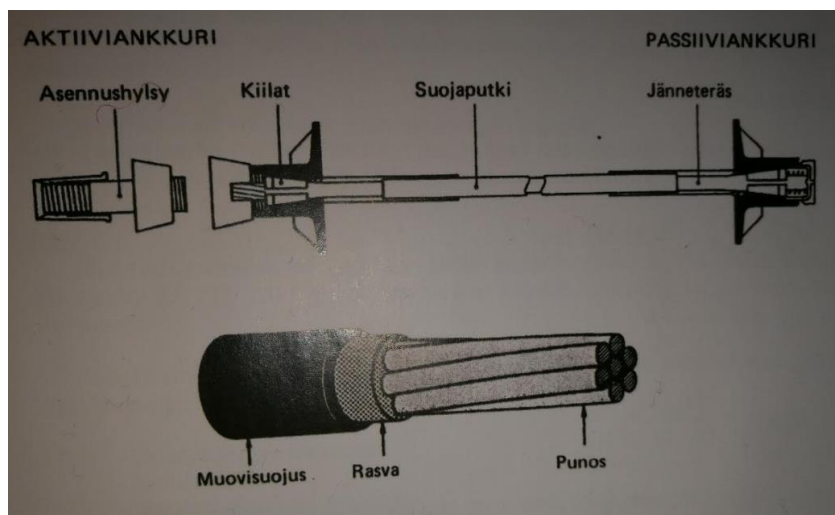 AKTIIVIANKKURI
PASSIIVIANKKURI
Asennushylsy
Kiilat
Suojaputki
Jänneteräs
Muovisuojus
Rasva
Punos